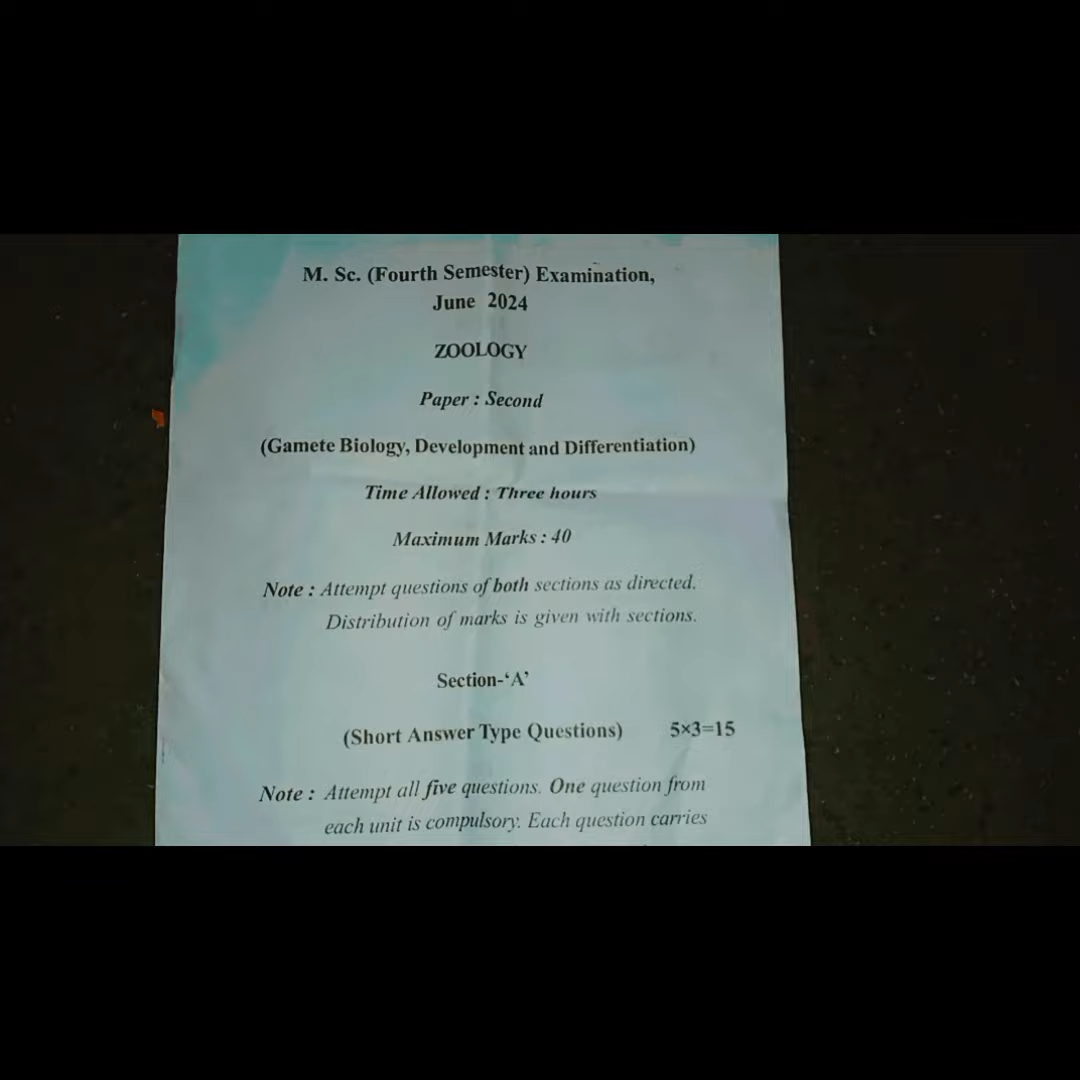 M. Sc. (Fourth Semester) Examination,
June 2024
ZOOLOGY
Paper : Second
(Gamete Biology, Development and Differentiation)
Time Allowed : Three hours
Maximum Marks : 40
Note : Attempt questions of both sections as directed.
Distribution of marks is given with sections.
Section-‘A’
(Short Answer Type Questions) 5×3=15
Note : Attempt all five questions. One question from
each unit is compulsory. Each question carries